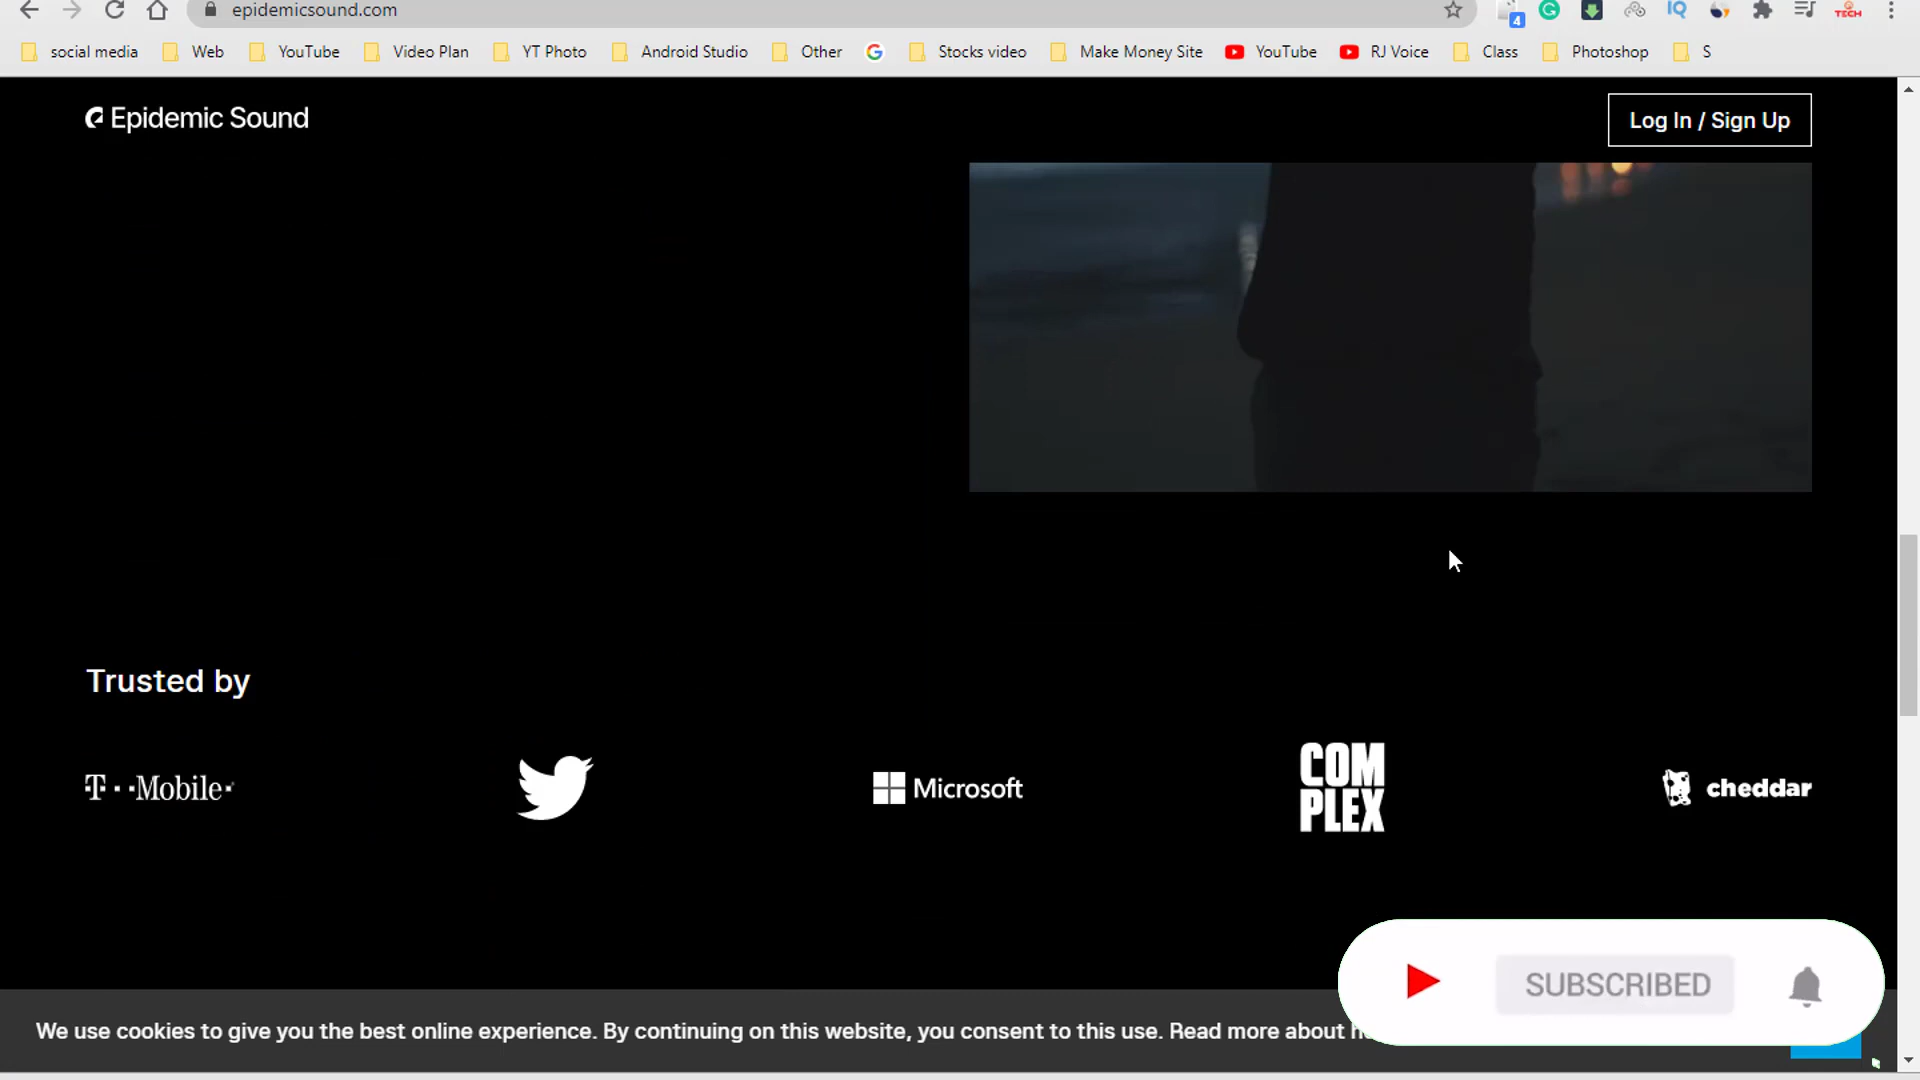 epidemicsound.com
4
IQ
TECH
social media Web YouTube Video Plan YT Photo Android Studio Other Stocks video Make Money Site YouTube RJ Voice Class Photoshop S
Epidemic Sound
Log In / Sign Up
Trusted by
T··Mobile·
Microsoft
COM
PLEX
cheddar
SUBSCRIBED
We use cookies to give you the best online experience. By continuing on this website, you consent to this use. Read more about